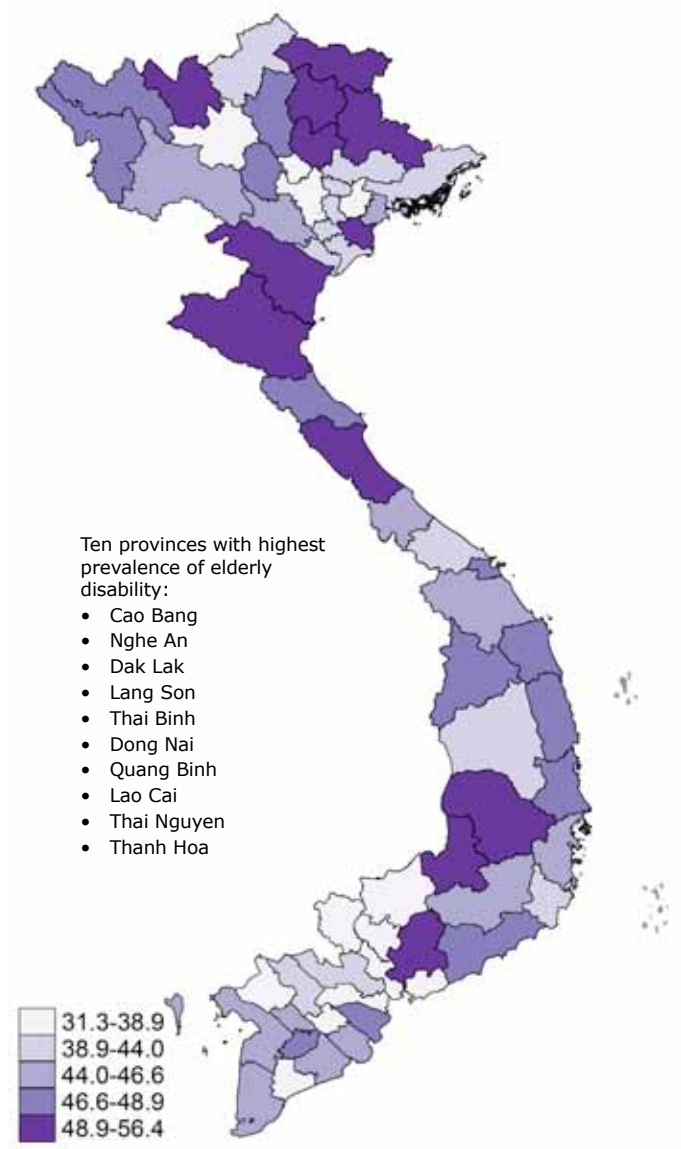 Ten provinces with highest
prevalence of elderly
disability:
• Cao Bang
• Nghe An
• Dak Lak
• Lang Son
• Thai Binh
• Dong Nai
• Quang Binh
• Lao Cai
• Thai Nguyen
• Thanh Hoa
31.3-38.9
38.9-44.0
44.0-46.6
46.6-48.9
48.9-56.4